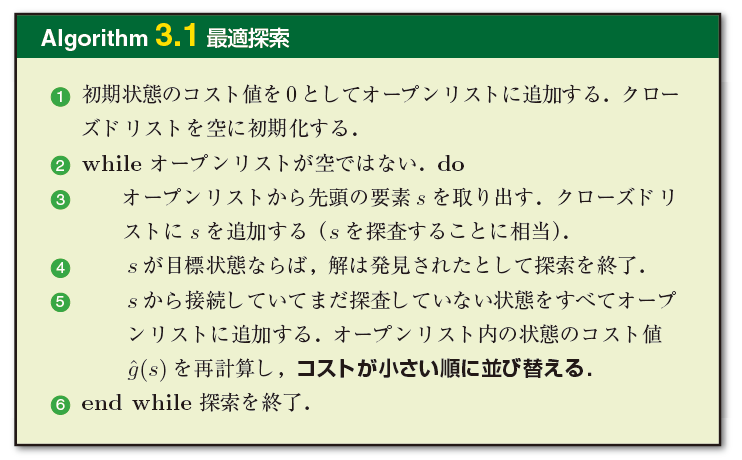 Algorithm 3.1 最適探索
1 初期状態のコスト値を0としてオープンリストに追加する．クロー
ズドリストを空に初期化する．
2 while オープンリストが空ではない．do
3 オープンリストから先頭の要素 s を取り出す．クローズドリ
ストに s を追加する（s を探査することに相当）．
4 s が目標状態ならば，解は発見されたとして探索を終了．
5 s から接続していてまだ探査していない状態をすべてオープ
ンリストに追加する．オープンリスト内の状態のコスト値
ĝ(s) を再計算し，コストが小さい順に並び替える．
6 end while 探索を終了．